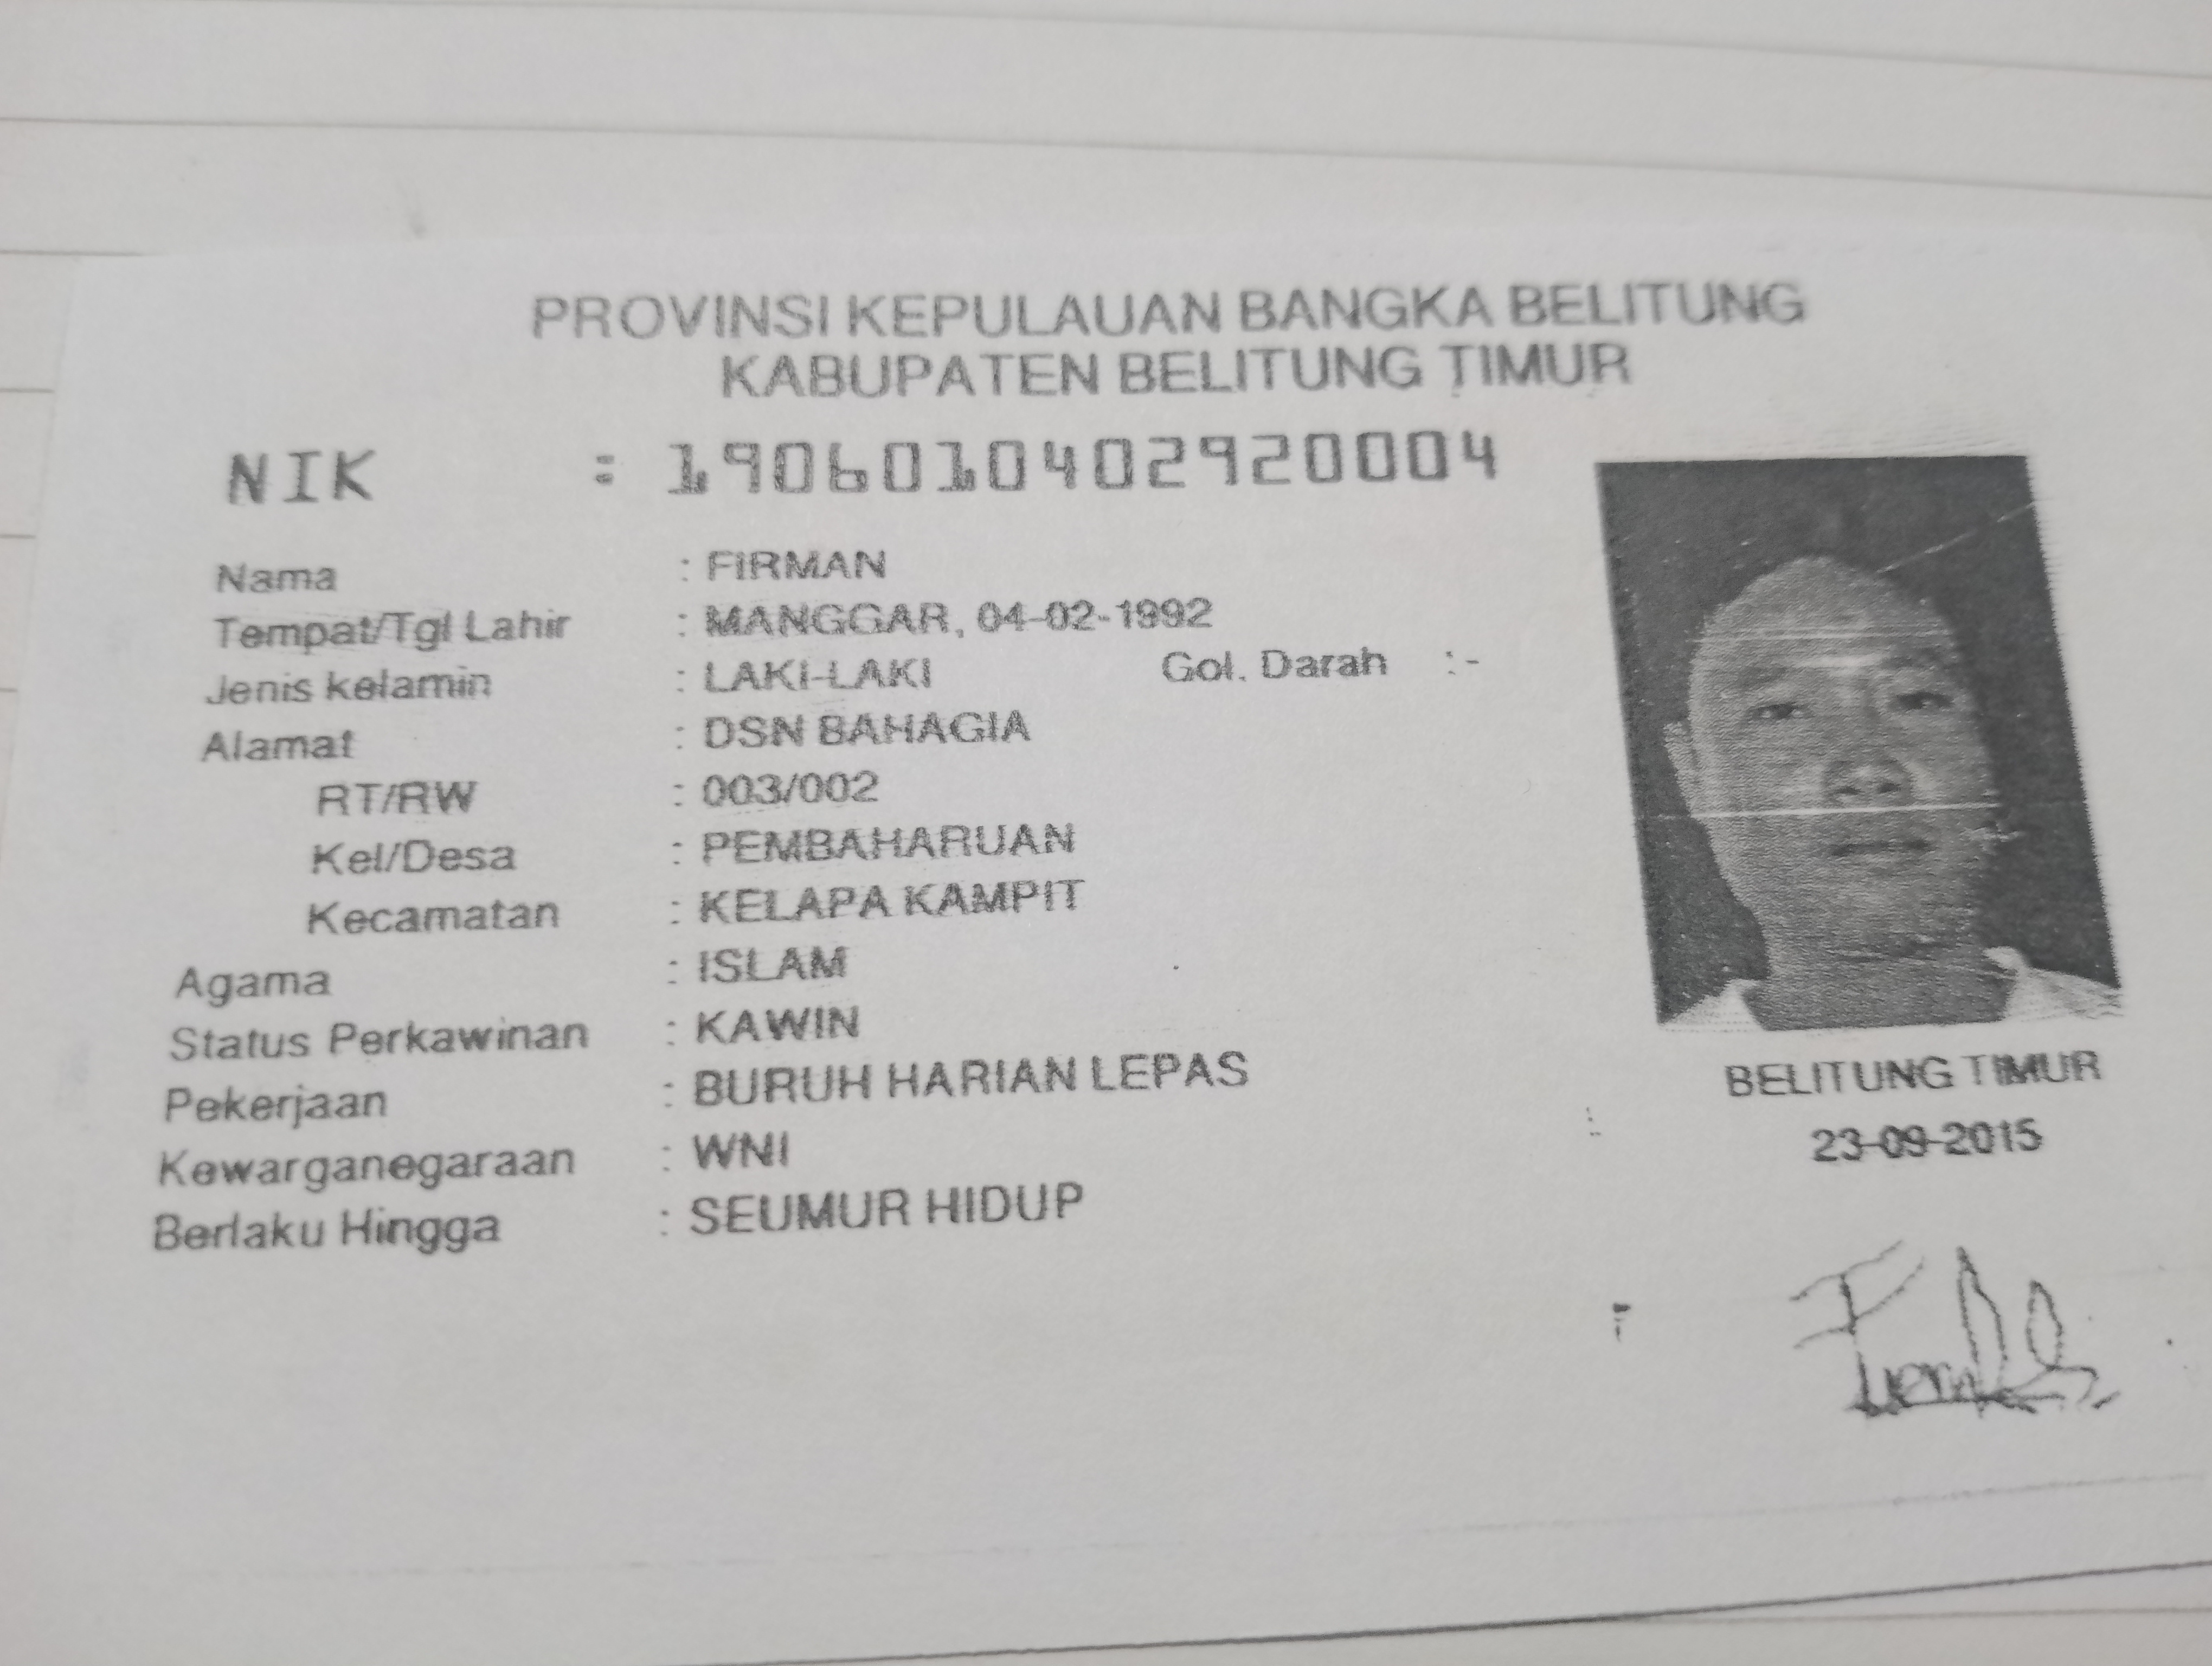 PROVINSI KEPULAUAN BANGKA BELITUNG
KABUPATEN BELITUNG TIMUR
NIK : 1906010402920004
Nama : FIRMAN
Tempat/Tgl Lahir : MANGGAR, 04-02-1992
Jenis kelamin : LAKI-LAKI Gol. Darah : -
Alamat : DSN BAHAGIA
RT/RW : 003/002
Kel/Desa : PEMBAHARUAN
Kecamatan : KELAPA KAMPIT
Agama : ISLAM
Status Perkawinan : KAWIN
Pekerjaan : BURUH HARIAN LEPAS
Kewarganegaraan : WNI
Berlaku Hingga : SEUMUR HIDUP
BELITUNG TIMUR
23-09-2015